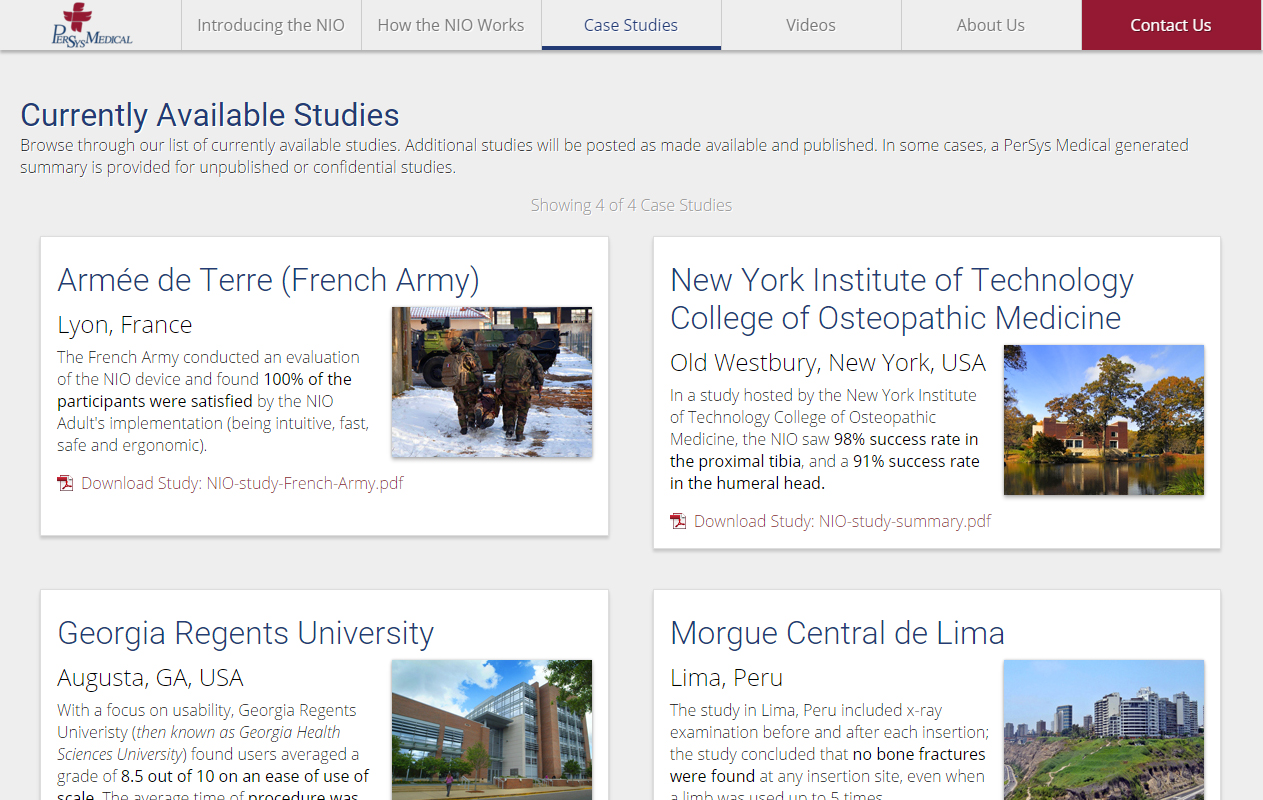 PerSys Medical
Introducing the NIO
How the NIO Works
Case Studies
Videos
About Us
Contact Us
Currently Available Studies
Browse through our list of currently available studies. Additional studies will be posted as made available and published. In some cases, a PerSys Medical generated
summary is provided for unpublished or confidential studies.
Showing 4 of 4 Case Studies
Armée de Terre (French Army)
Lyon, France
The French Army conducted an evaluation
of the NIO device and found 100% of the
participants were satisfied by the NIO
Adult's implementation (being intuitive, fast,
safe and ergonomic).
Download Study: NIO-study-French-Army.pdf
New York Institute of Technology
College of Osteopathic Medicine
Old Westbury, New York, USA
In a study hosted by the New York Institute
of Technology College of Osteopathic
Medicine, the NIO saw 98% success rate in
the proximal tibia, and a 91% success rate
in the humeral head.
Download Study: NIO-study-summary.pdf
Georgia Regents University
Augusta, GA, USA
With a focus on usability, Georgia Regents
Univeristy (then known as Georgia Health
Sciences University) found users averaged a
grade of 8.5 out of 10 on an ease of use of
scale. The average time of procedure was
Morgue Central de Lima
Lima, Peru
The study in Lima, Peru included x-ray
examination before and after each insertion;
the study concluded that no bone fractures
were found at any insertion site, even when
a limb was used up to 5 times.